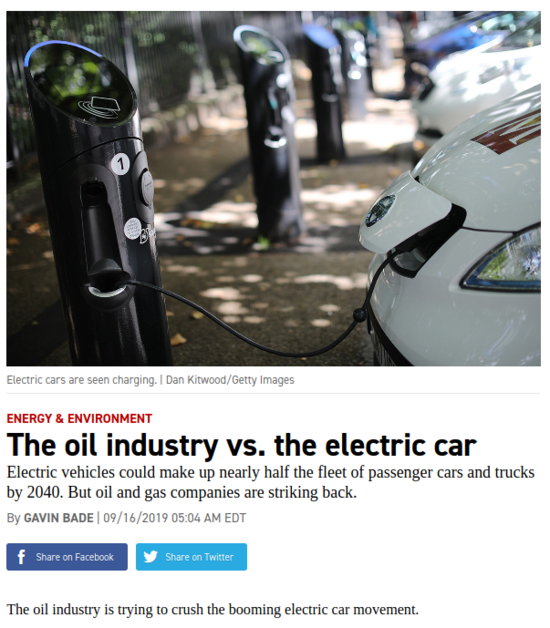 1
Electric cars are seen charging. | Dan Kitwood/Getty Images
ENERGY & ENVIRONMENT
The oil industry vs. the electric car
Electric vehicles could make up nearly half the fleet of passenger cars and trucks
by 2040. But oil and gas companies are striking back.
By GAVIN BADE | 09/16/2019 05:04 AM EDT
Share on Facebook
Share on Twitter
The oil industry is trying to crush the booming electric car movement.